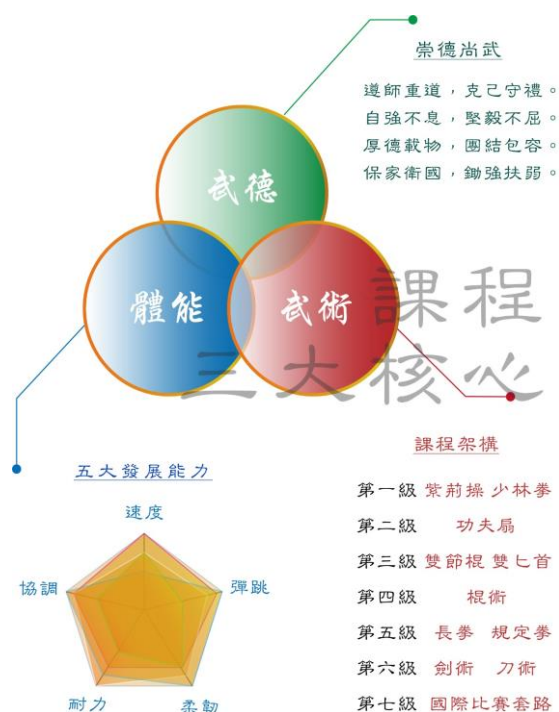 崇德尚武
遵師重道，克己守禮。
自強不息，堅毅不屈。
厚德載物，團結包容。
保家衛國，鋤強扶弱。
武德
體能
武術
課程
三大核心
課程架構
第一級 紫荊操 少林拳
第二級 功夫扇
第三級 雙節棍 雙匕首
第四級 棍術
第五級 長拳 規定拳
第六級 劍術 刀術
第七級 國際比賽套路
五大發展能力
速度
協調
彈跳
耐力
柔韌